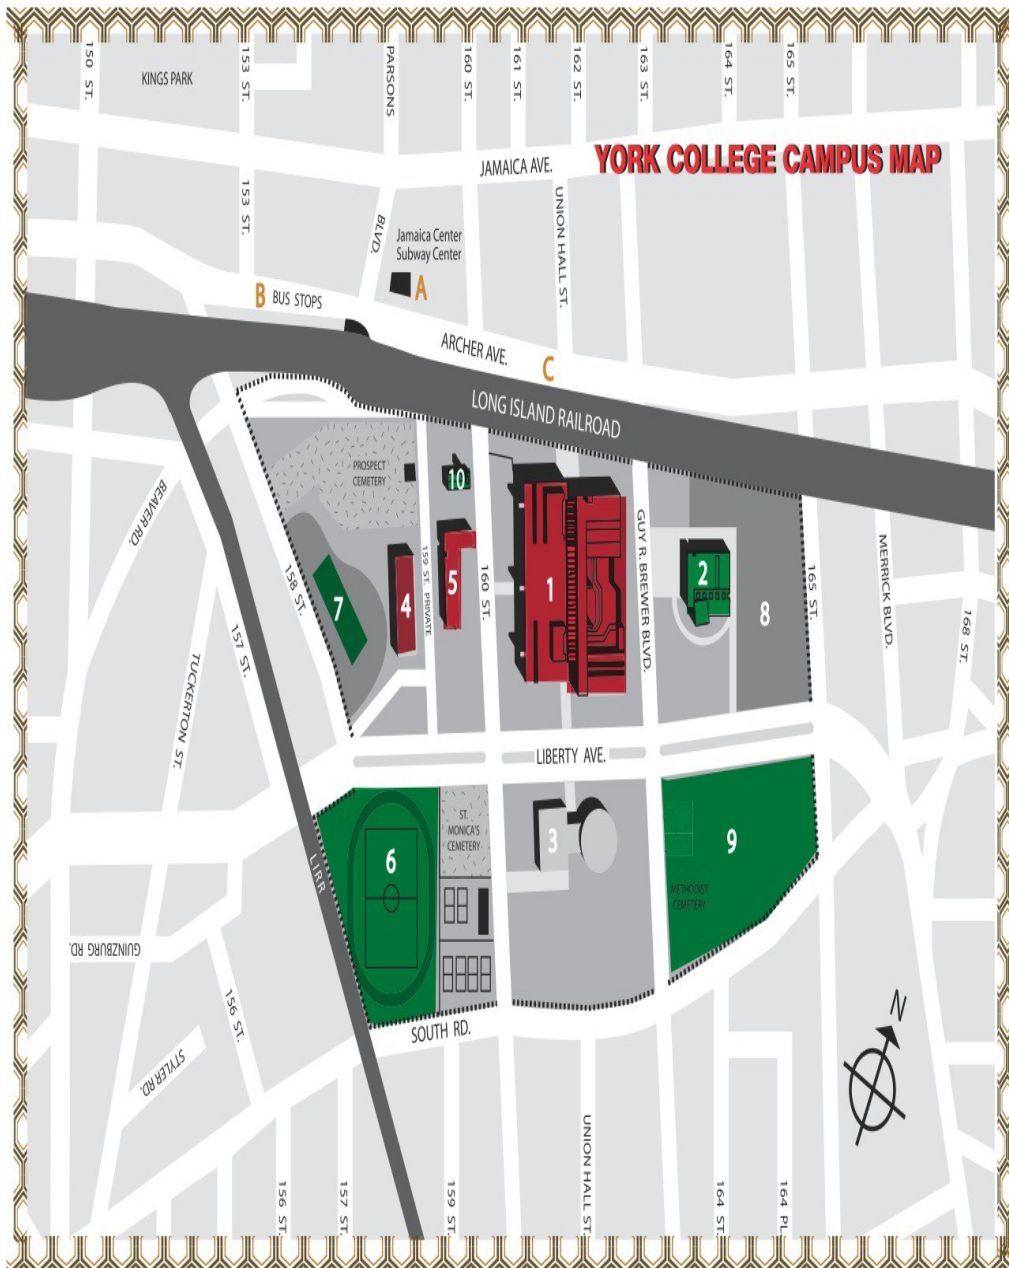 150 ST.
KINGS PARK
153 ST.
PARSONS
160 ST.
161 ST.
162 ST.
163 ST.
164 ST.
165 ST.
168 ST.
JAMAICA AVE.
YORK COLLEGE CAMPUS MAP
153 ST.
BLVD.
Jamaica Center
Subway Center
UNION HALL ST.
B BUS STOPS
A
ARCHER AVE.
C
LONG ISLAND RAILROAD
PROSPECT
CEMETERY
10
BEAVER RD.
158 ST.
159 ST. PRIVATE
160 ST.
GUY R. BREWER BLVD.
165 ST.
MERRICK BLVD.
168 ST.
7
4
5
1
2
8
157 ST.
TUCKERTON ST.
LIBERTY AVE.
LIRR
6
ST.
MONICA'S
CEMETERY
3
9
METHODIST
CEMETERY
GUINZBURG RD.
156 ST.
STYLER RD.
SOUTH RD.
N
156 ST.
157 ST.
159 ST.
UNION HALL ST.
164 ST.
164 PL.